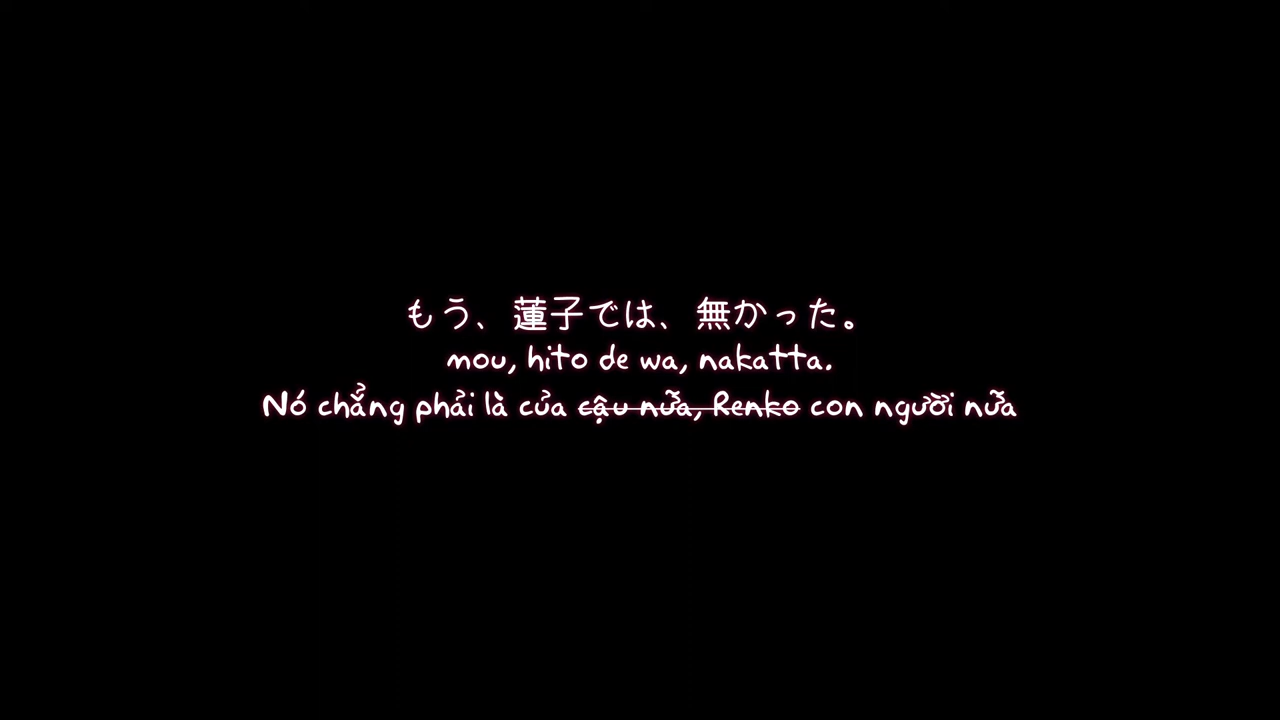 もう、蓮子では、無かった。
mou, hito de wa, nakatta.
Nó chẳng phải là của cậu nữa, Renko con người nữa